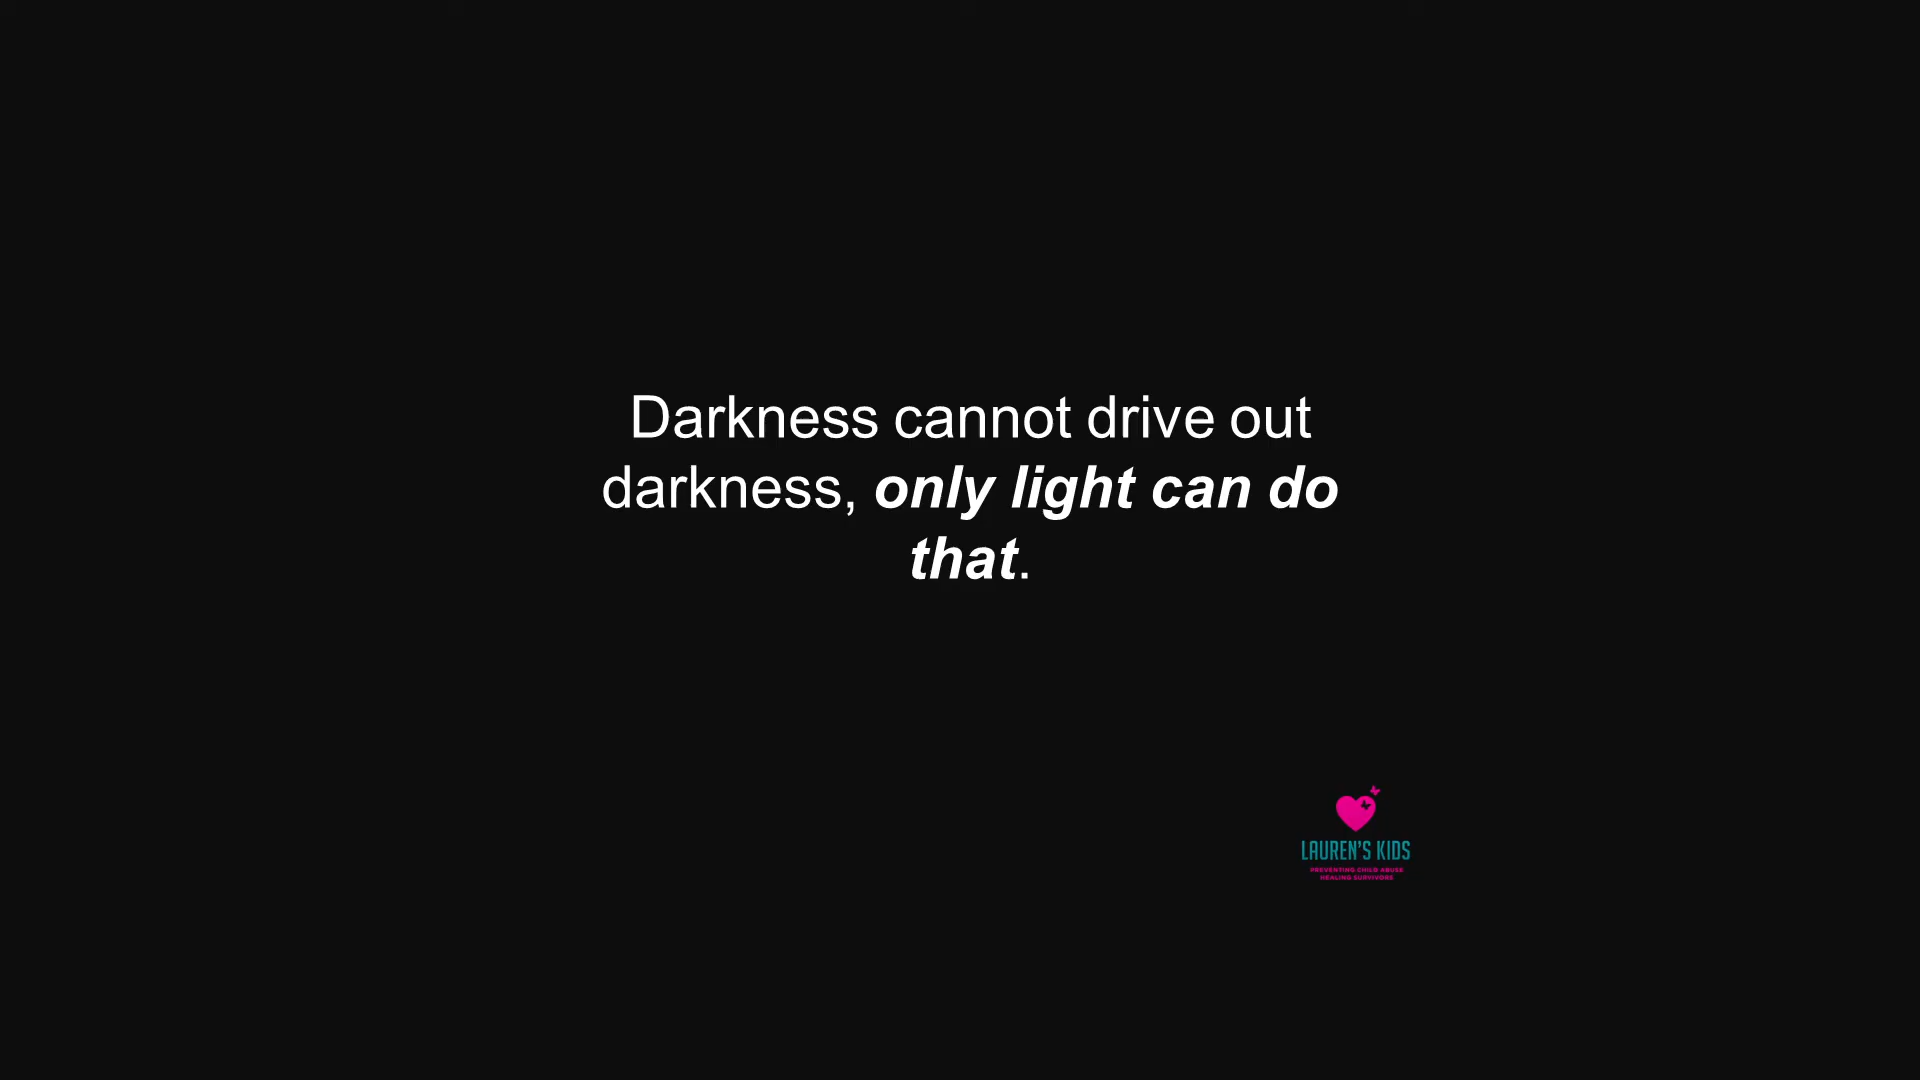 Darkness cannot drive out
darkness, only light can do
that.
LAUREN'S KIDS
PREVENTING CHILD ABUSE
HEALING SURVIVORS